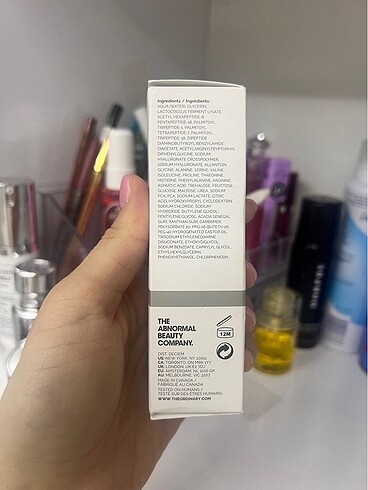 Ingredients / Ingrédients:
AQUA (WATER), GLYCERIN,
LACTOCOCCUS FERMENT LYSATE,
ACETYL HEXAPEPTIDE-8,
PENTAPEPTIDE-18, PALMITOYL
TRIPEPTIDE-1, PALMITOYL
TETRAPEPTIDE-7, PALMITOYL
TRIPEPTIDE-38, DIPEPTIDE
DIAMINOBUTYROYL BENZYLAMIDE
DIACETATE, ACETYLARGINYLTRYPTOPHYL
DIPHENYLGLYCINE, SODIUM
HYALURONATE CROSSPOLYMER,
SODIUM HYALURONATE, ALLANTOIN,
GLYCINE, ALANINE, SERINE, VALINE,
ISOLEUCINE, PROLINE, THREONINE,
HISTIDINE, PHENYLALANINE, ARGININE,
ASPARTIC ACID, TREHALOSE, FRUCTOSE,
GLUCOSE, MALTOSE, UREA, SODIUM
PCA, PCA, SODIUM LACTATE, CITRIC
ACID, HYDROXYPROPYL CYCLODEXTRIN,
SODIUM CHLORIDE, SODIUM
HYDROXIDE, BUTYLENE GLYCOL,
PENTYLENE GLYCOL, ACACIA SENEGAL
GUM, XANTHAN GUM, CARBOMER,
POLYSORBATE 20, PPG-26-BUTETH-26,
PEG-40 HYDROGENATED CASTOR OIL,
TRISODIUM ETHYLENEDIAMINE
DISUCCINATE, ETHOXYDIGLYCOL,
SODIUM BENZOATE, CAPRYLYL GLYCOL,
ETHYLHEXYLGLYCERIN,
PHENOXYETHANOL, CHLORPHENESIN.
THE
ABNORMAL
BEAUTY
COMPANY.
12M
DIST. DECIEM
US: NEW YORK, NY 10012
CA: TORONTO, ON M5A
UK: LONDON, UK E2 7DJ
EU: AMSTERDAM, NL
AU: MELBOURNE, VIC
MADE IN CANADA /
FABRIQUÉ AU CANADA
TESTED ON HUMANS /
TESTÉ SUR DES ÊTRES HUMAINS
WWW.THEORDINARY.COM